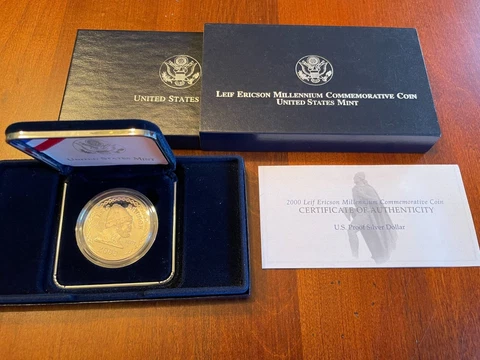 UNITED STATES
LEIF ERICSON MILLENNIUM COMMEMORATIVE COIN
UNITED STATES MINT
2000 Leif Ericson Millennium Commemorative Coin
CERTIFICATE OF AUTHENTICITY
U.S. Proof Silver Dollar